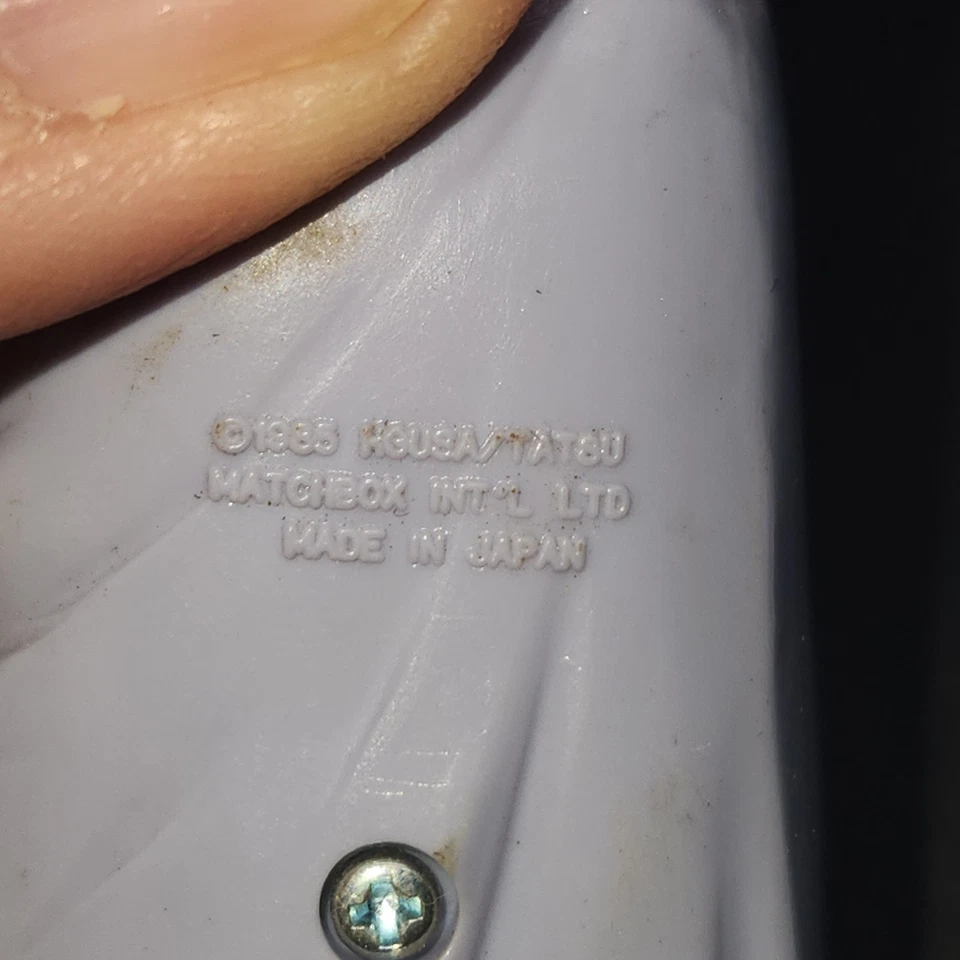 ©1985 HGUSA/TATSU
MATCHBOX INT'L LTD
MADE IN JAPAN